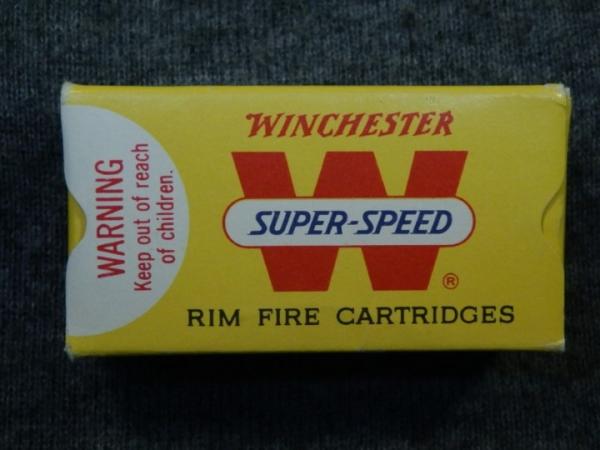 WARNING
Keep out of reach
of children.
WINCHESTER
W
SUPER-SPEED
®
RIM FIRE CARTRIDGES